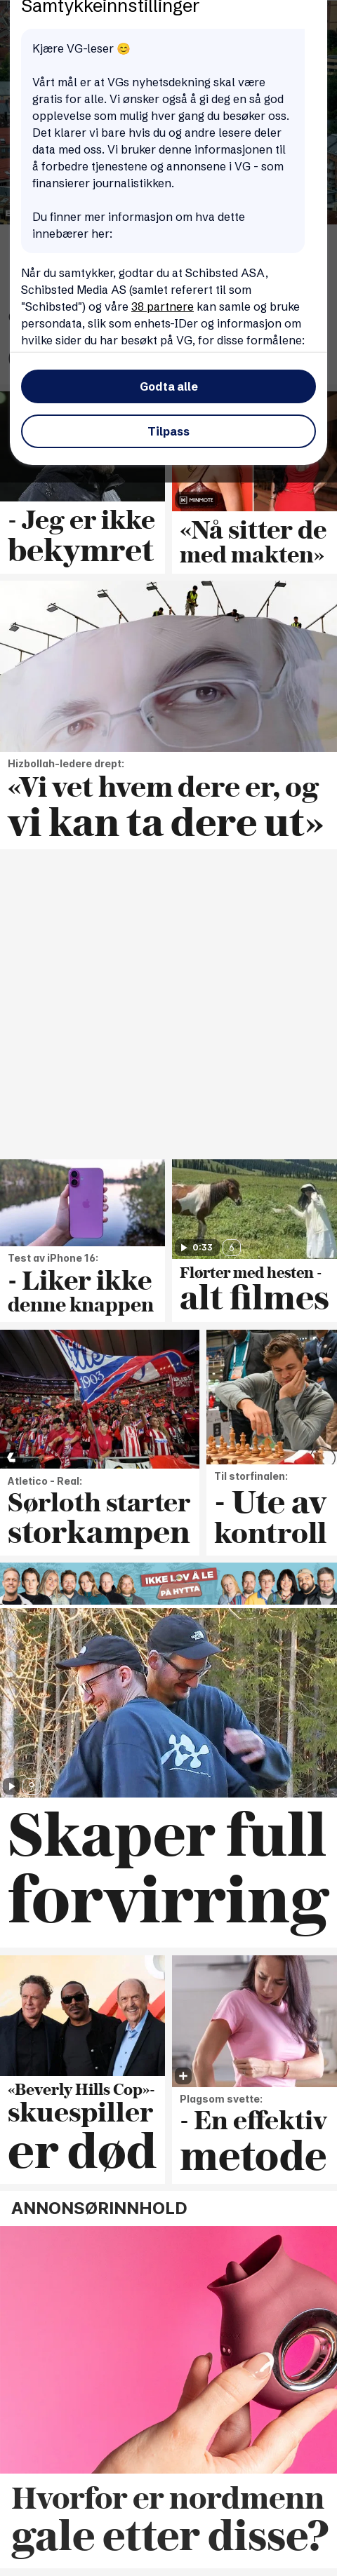 Samtykkeinnstillinger
Kjære VG-leser 😊
Vårt mål er at VGs nyhetsdekning skal være
gratis for alle. Vi ønsker også å gi deg en så god
opplevelse som mulig hver gang du besøker oss.
Det klarer vi bare hvis du og andre lesere deler
data med oss. Vi bruker denne informasjonen til
å forbedre tjenestene og annonsene i VG - som
finansierer journalistikken.
Du finner mer informasjon om hva dette
innebærer her:
Når du samtykker, godtar du at Schibsted ASA,
Schibsted Media AS (samlet referert til som
"Schibsted") og våre 38 partnere kan samle og bruke
persondata, slik som enhets-IDer og informasjon om
hvilke sider du har besøkt på VG, for disse formålene:
Godta alle
Tilpass
MINMOTE
- Jeg er ikke
bekymret
«Nå sitter de
med makten»
Hizbollah-ledere drept:
«Vi vet hvem dere er, og
vi kan ta dere ut»
Test av iPhone 16:
- Liker ikke
denne knappen
0:33
6
Flørter med hesten -
alt filmes
1903
Atletico - Real:
Sørloth starter
storkampen
Til storfinalen:
- Ute av
kontroll
IKKE LOV Å LE
PÅ HYTTA
Skaper full
forvirring
«Beverly Hills Cop»-
skuespiller
er død
Plagsom svette:
- En effektiv
metode
ANNONSØRINNHOLD
Hvorfor er nordmenn
gale etter disse?